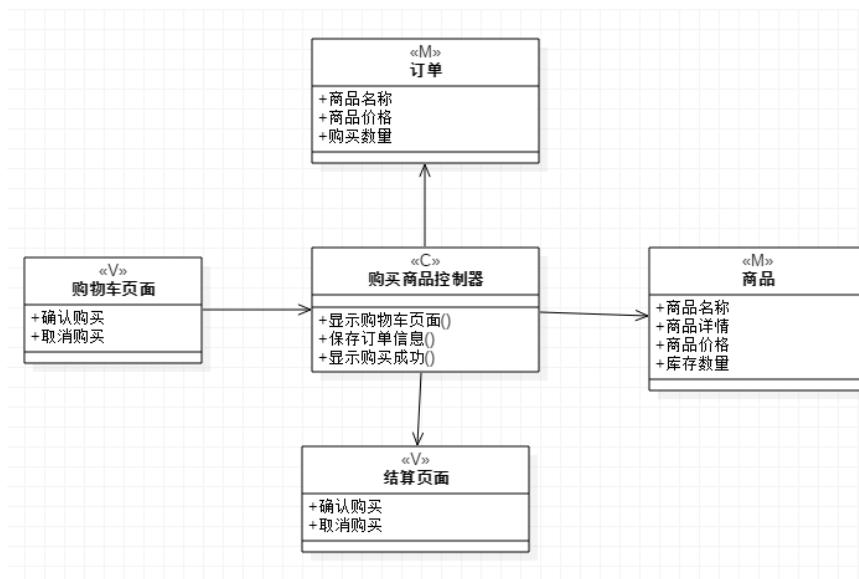 «M»
订单
+商品名称
+商品价格
+购买数量
«V»
购物车页面
+确认购买
+取消购买
«C»
购买商品控制器
+显示购物车页面()
+保存订单信息()
+显示购买成功()
«M»
商品
+商品名称
+商品详情
+商品价格
+库存数量
«V»
结算页面
+确认购买
+取消购买